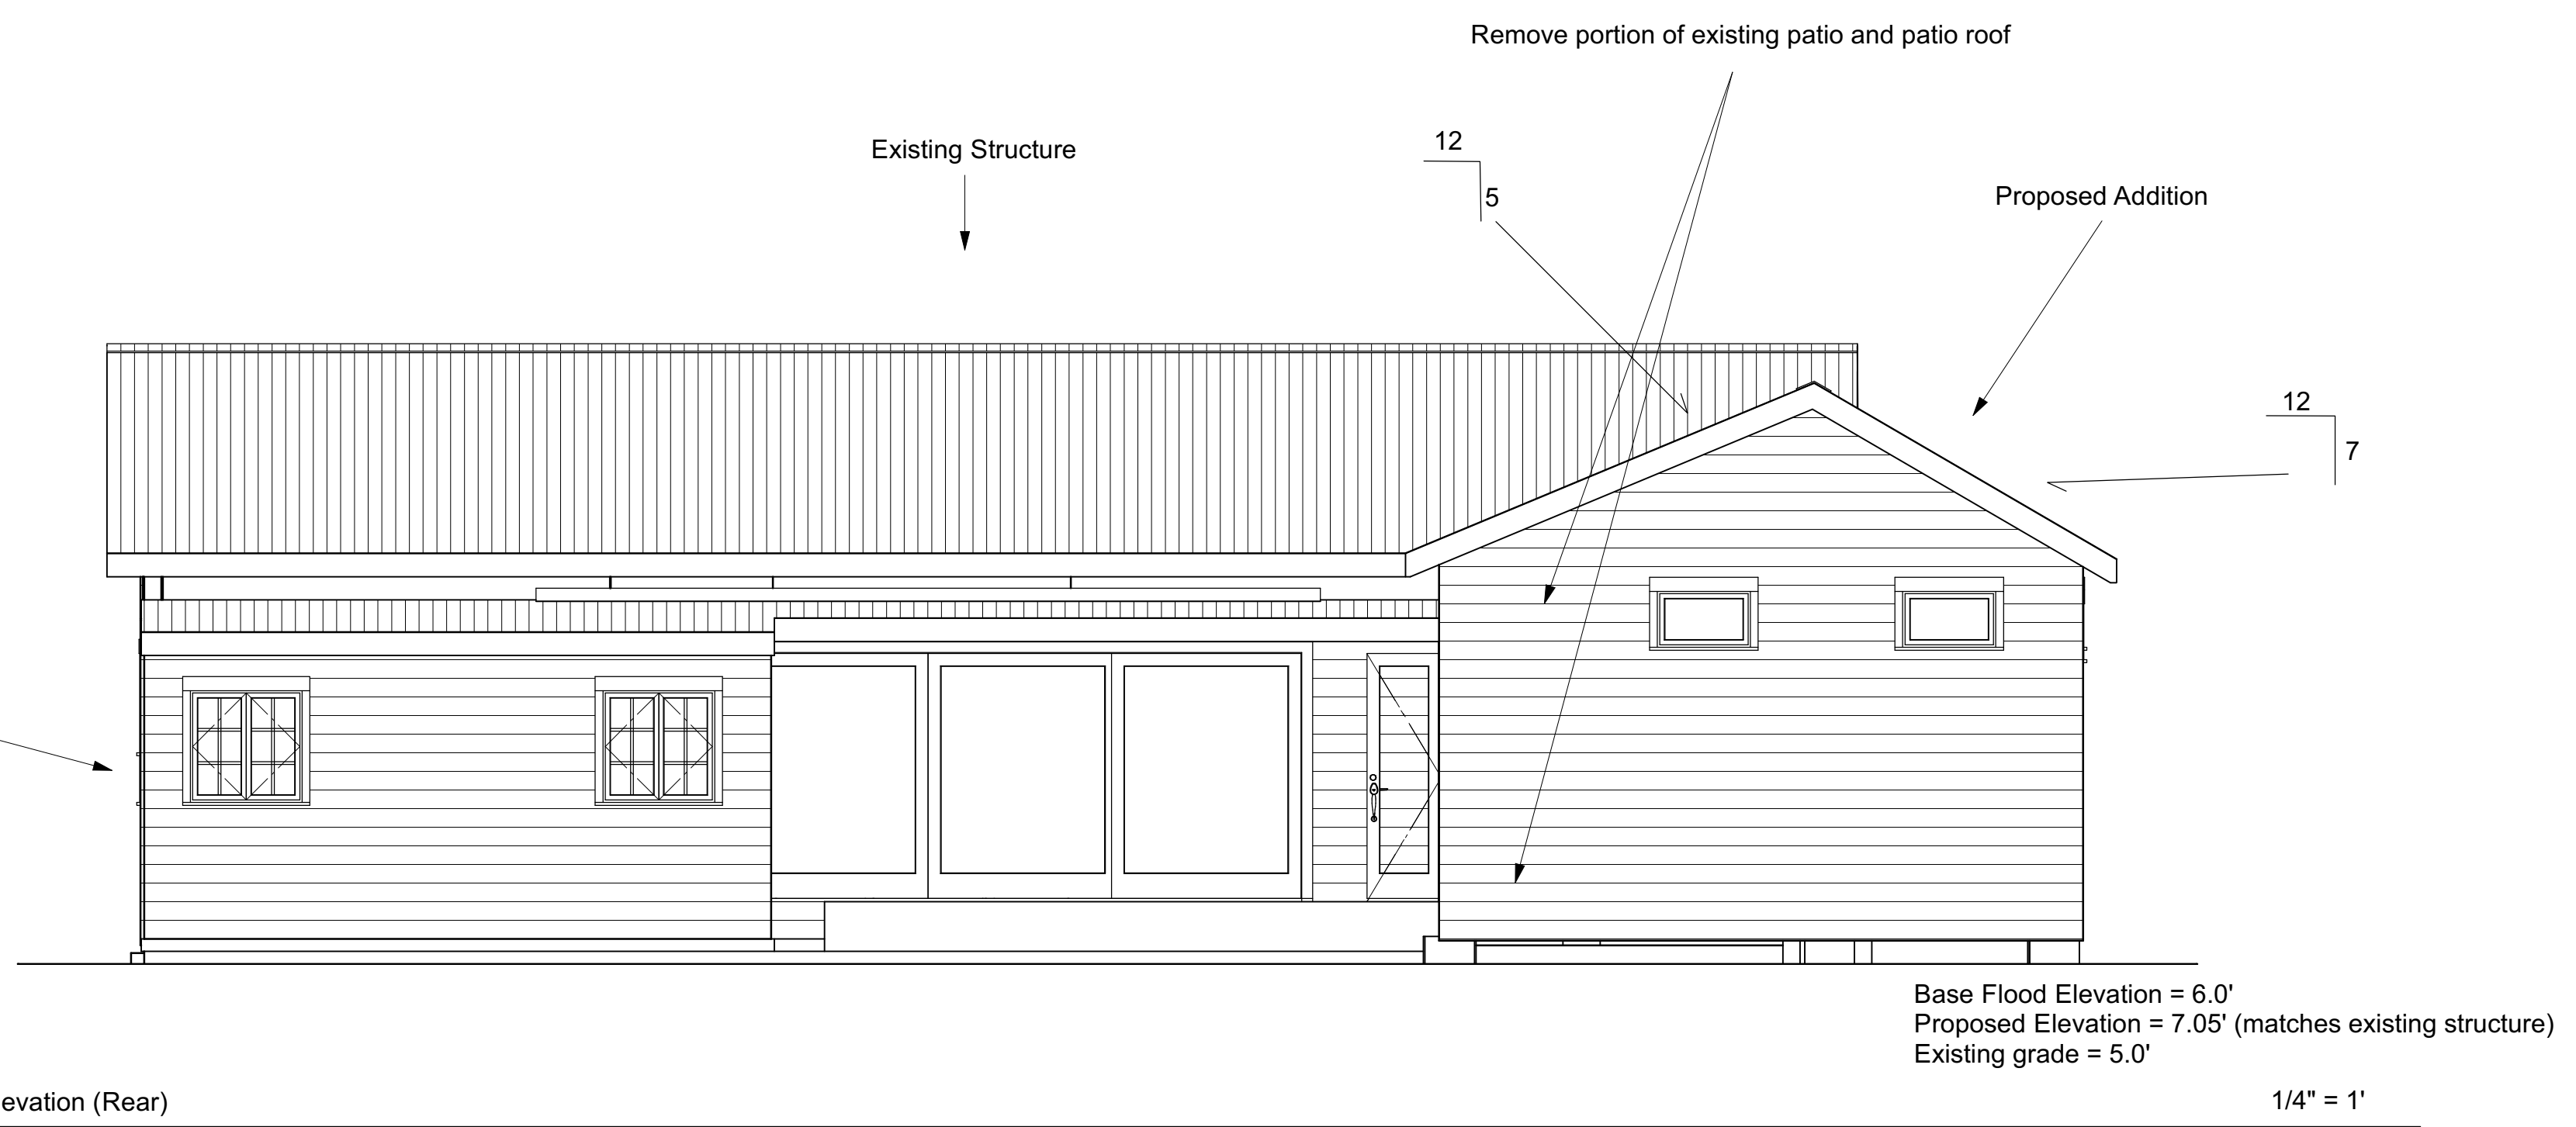 Remove portion of existing patio and patio roof
Existing Structure
12
5
Proposed Addition
12
7
Base Flood Elevation = 6.0'
Proposed Elevation = 7.05' (matches existing structure)
Existing grade = 5.0'
evation (Rear)
1/4" = 1'